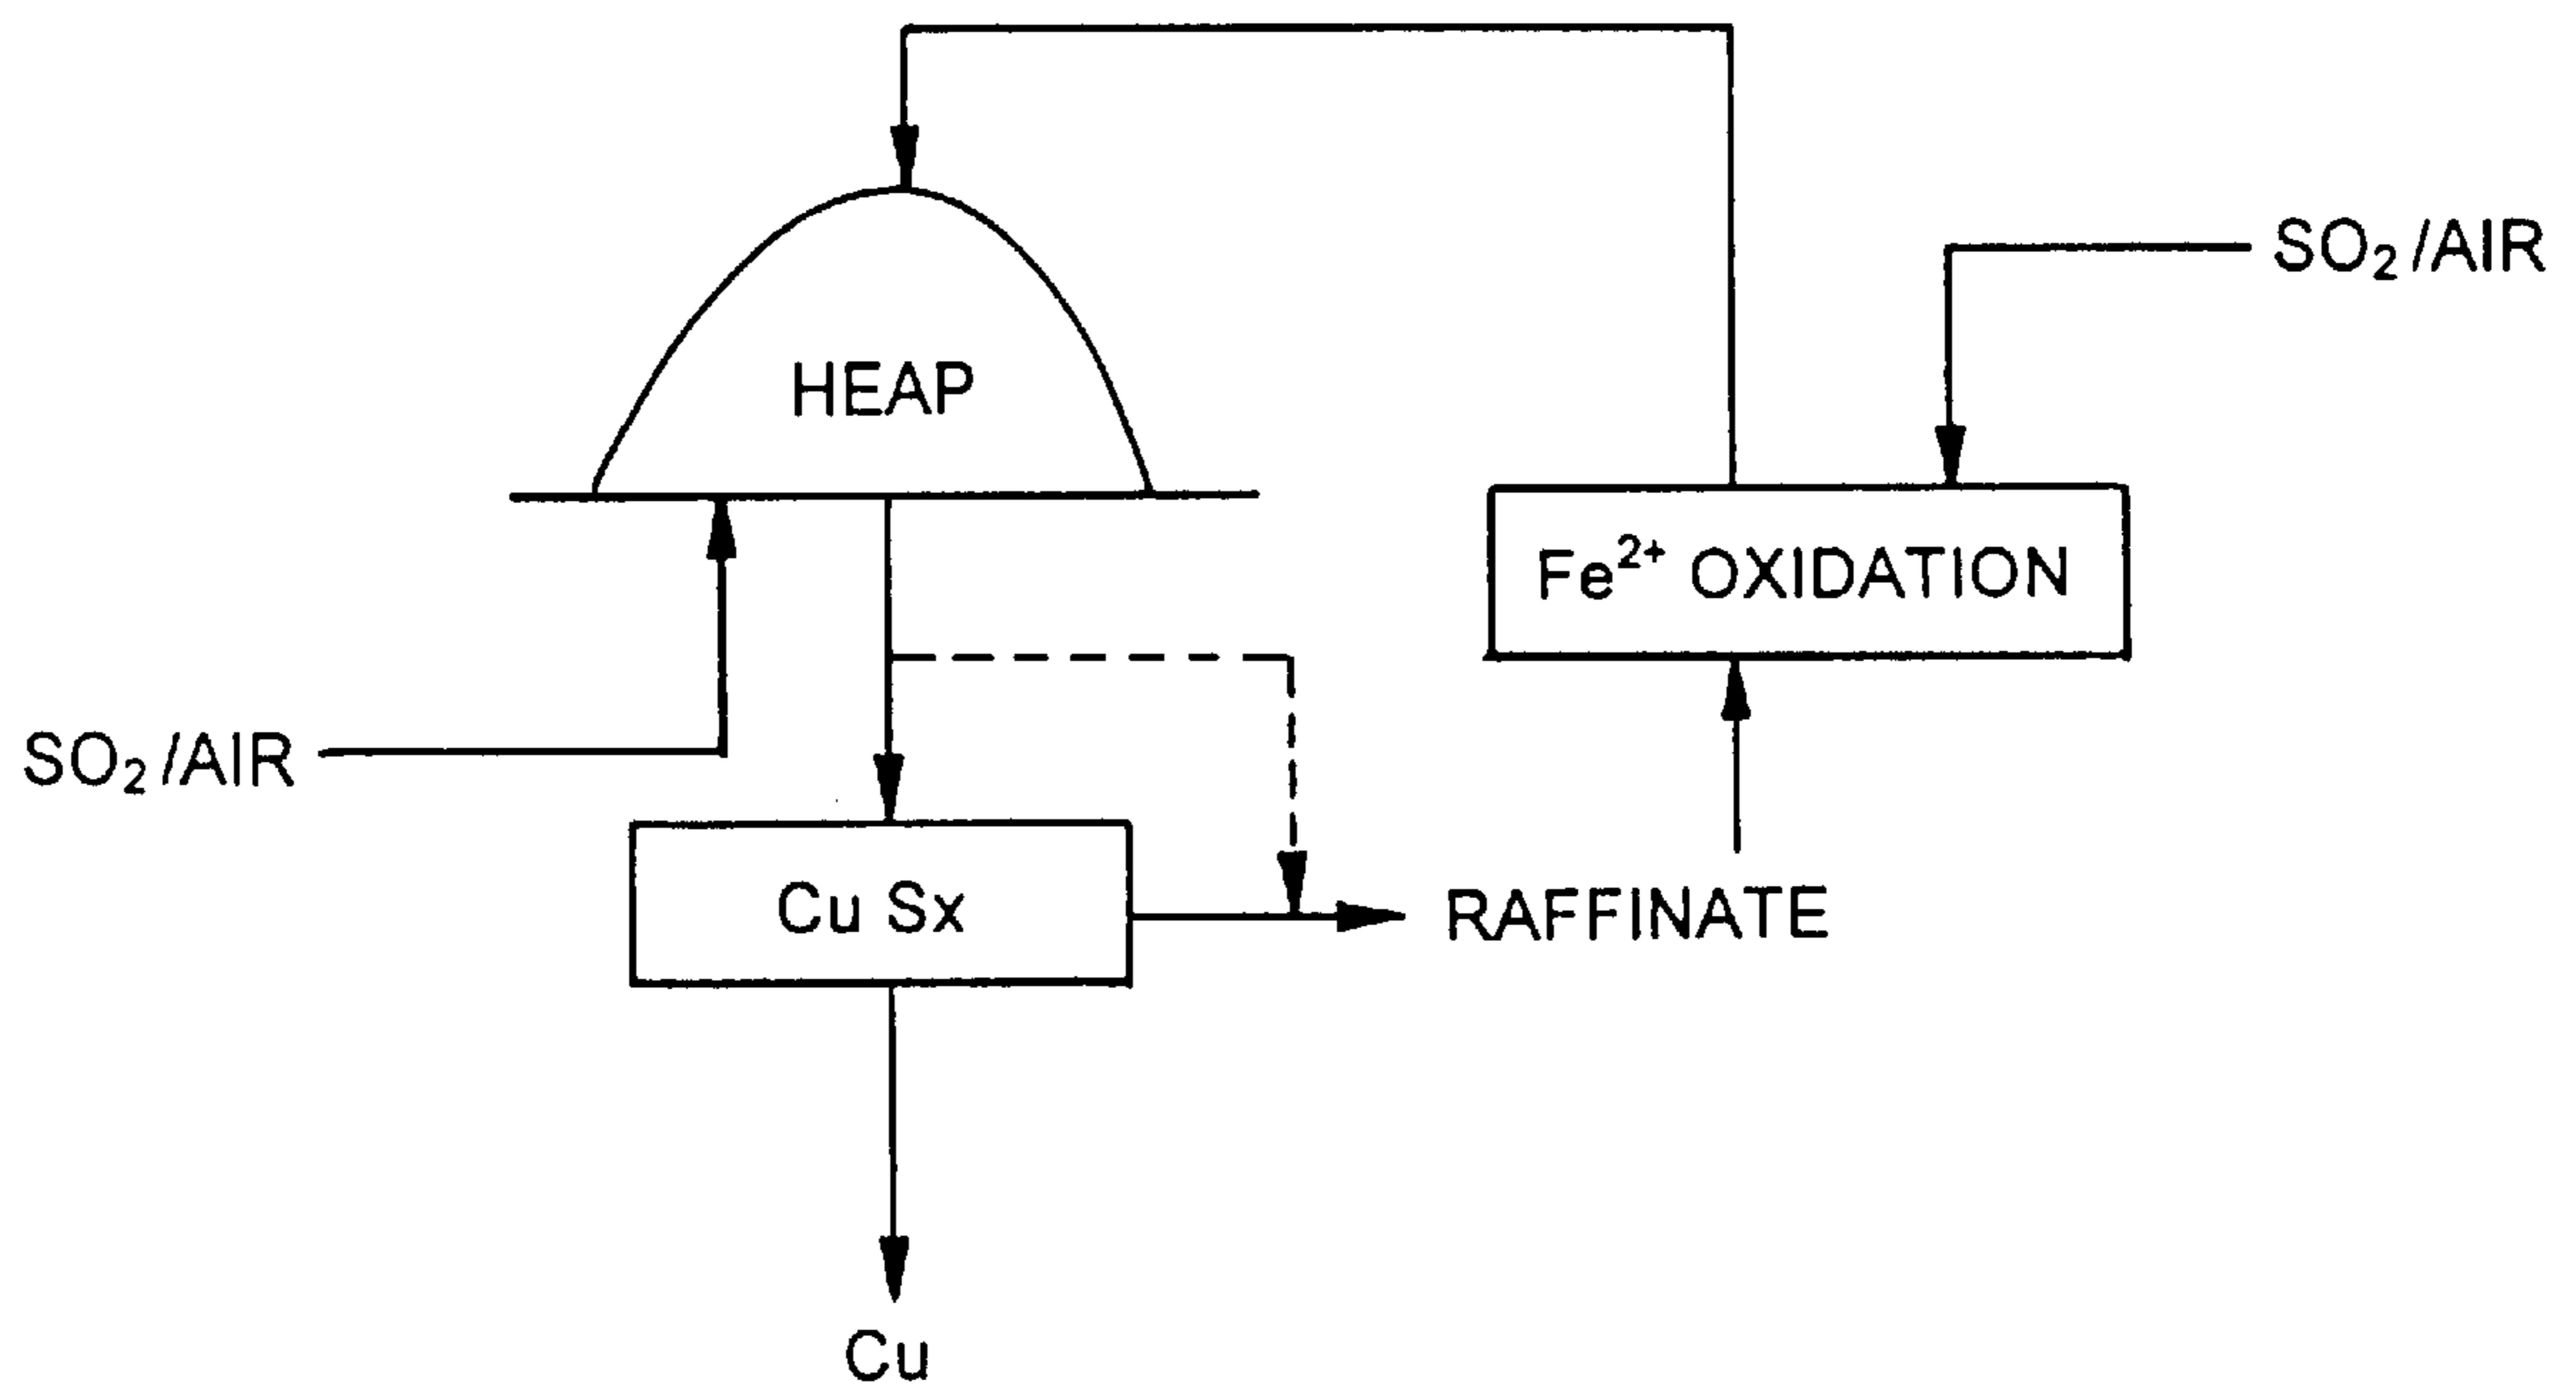 SO₂/AIR
HEAP
Fe²⁺ OXIDATION
SO₂/AIR
Cu Sx
RAFFINATE
Cu